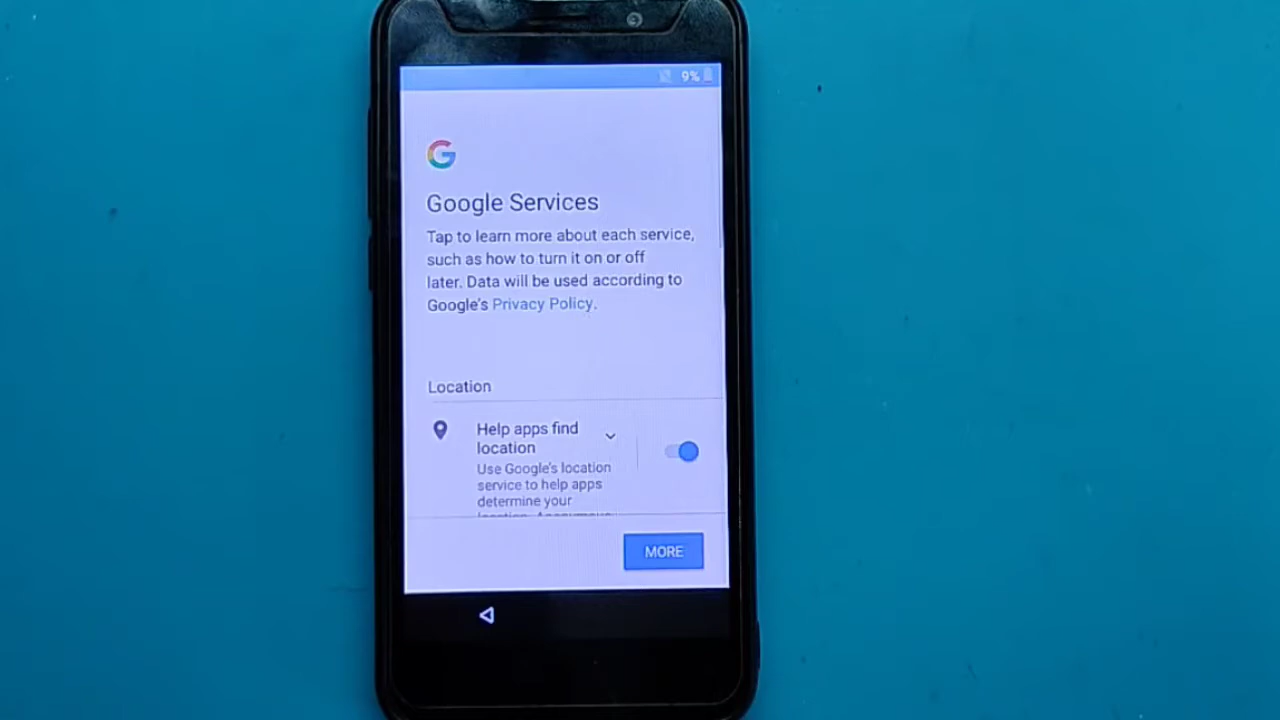 9%
Google Services
Tap to learn more about each service,
such as how to turn it on or off
later. Data will be used according to
Google's Privacy Policy.
Location
Help apps find
location
Use Google's location
service to help apps
determine your
location. Anonymous
MORE